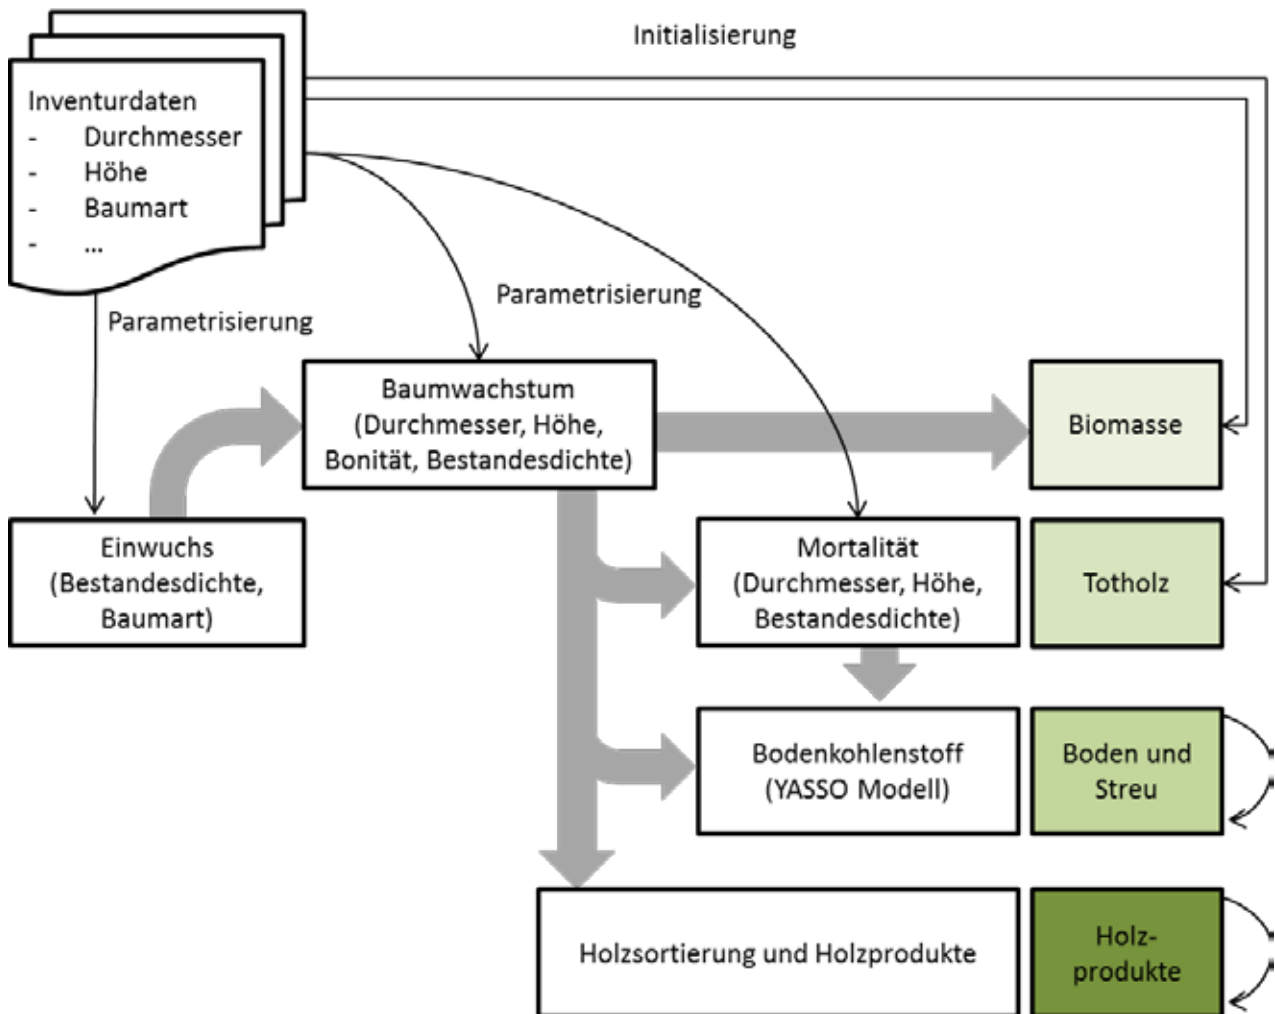 Initialisierung
Inventurdaten
- Durchmesser
- Höhe
- Baumart
- ...
Parametrisierung
Parametrisierung
Baumwachstum
(Durchmesser, Höhe,
Bonität, Bestandesdichte)
Biomasse
Einwuchs
(Bestandesdichte,
Baumart)
Mortalität
(Durchmesser, Höhe,
Bestandesdichte)
Totholz
Bodenkohlenstoff
(YASSO Modell)
Boden und
Streu
Holzsortierung und Holzprodukte
Holz-
produkte